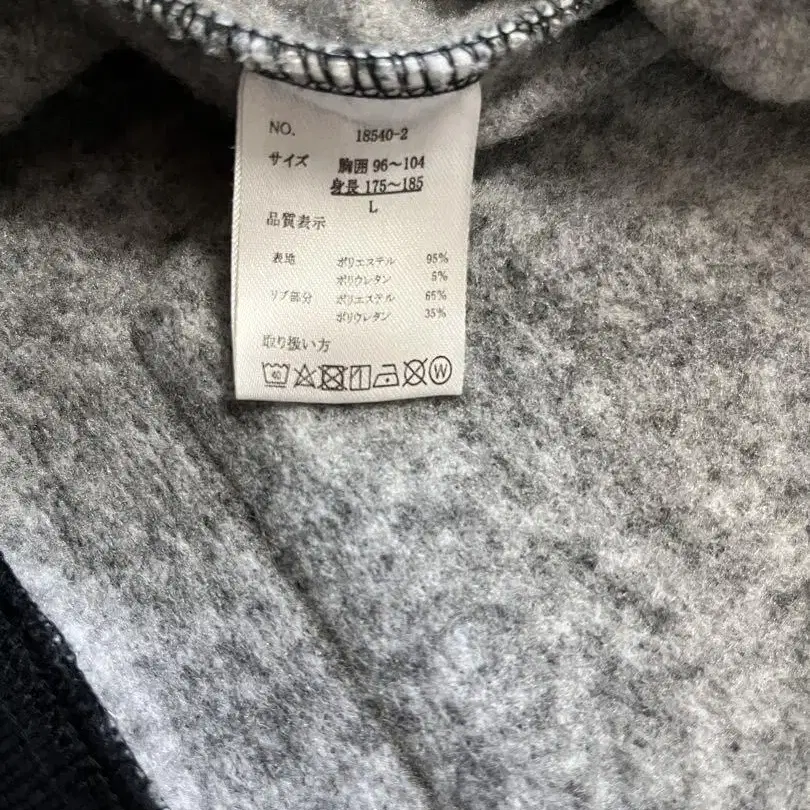 NO. 18540-2
サイズ 胸囲 96～104
身長 175～185
L
品質表示
表地 ポリエステル 95%
ポリウレタン 5%
リブ部分 ポリエステル 65%
ポリウレタン 35%
取り扱い方
40 W